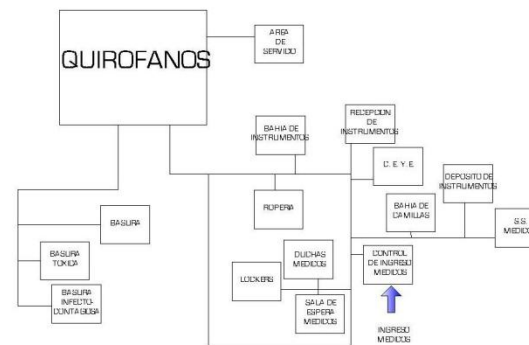 QUIROFANOS
AREA
DE
SERVICIO
RECEPCION
DE
INSTRUMENTOS
BAHIA DE
INSTRUMENTOS
C. E. Y. E.
DEPOSITO DE
INSTRUMENTOS
ROPERIA
BAHIA DE
CAMILLAS
S.S.
MEDICOS
BASURA
BASURA
TOXICA
BASURA
INFECTO-
CONTAGIOSA
DUCHAS
MEDICOS
LOCKERS
SALA DE
ESPERA
MEDICOS
CONTROL
DE INGRESO
MEDICOS
INGRESO
MEDICOS